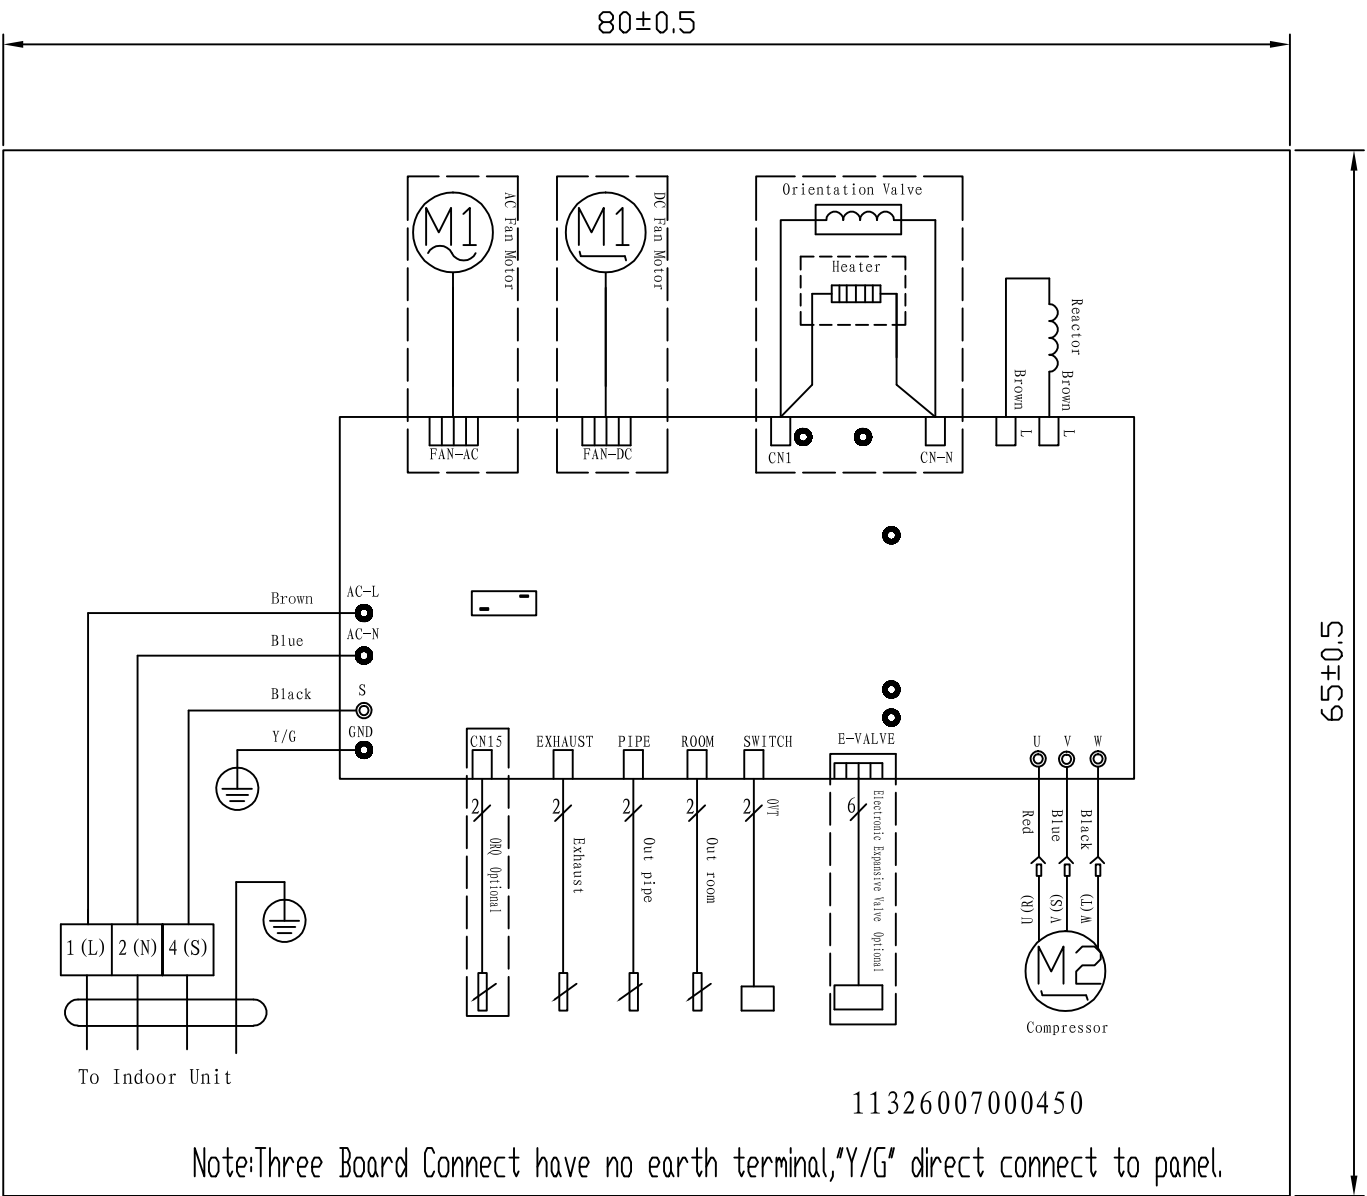 80±0.5
Orientation Valve
AC Fan Motor
DC Fan Motor
M1
M1
Heater
Reactor
Brown
Brown
L
L
FAN-AC
FAN-DC
CN1
CN-N
65±0.5
Brown
AC-L
Blue
AC-N
Black
S
Y/G
GND
CN15
EXHAUST
PIPE
ROOM
SWITCH
E-VALVE
U
V
W
2
2
2
2
2
OVT
6
Red
Blue
Black
ORQ Optional
Exhaust
Out pipe
Out room
Electronic Expansive Valve Optional
U(R)
V(S)
W(T)
1(L)
2(N)
4(S)
M2
Compressor
To Indoor Unit
11326007000450
Note:Three Board Connect have no earth terminal,"Y/G" direct connect to panel.